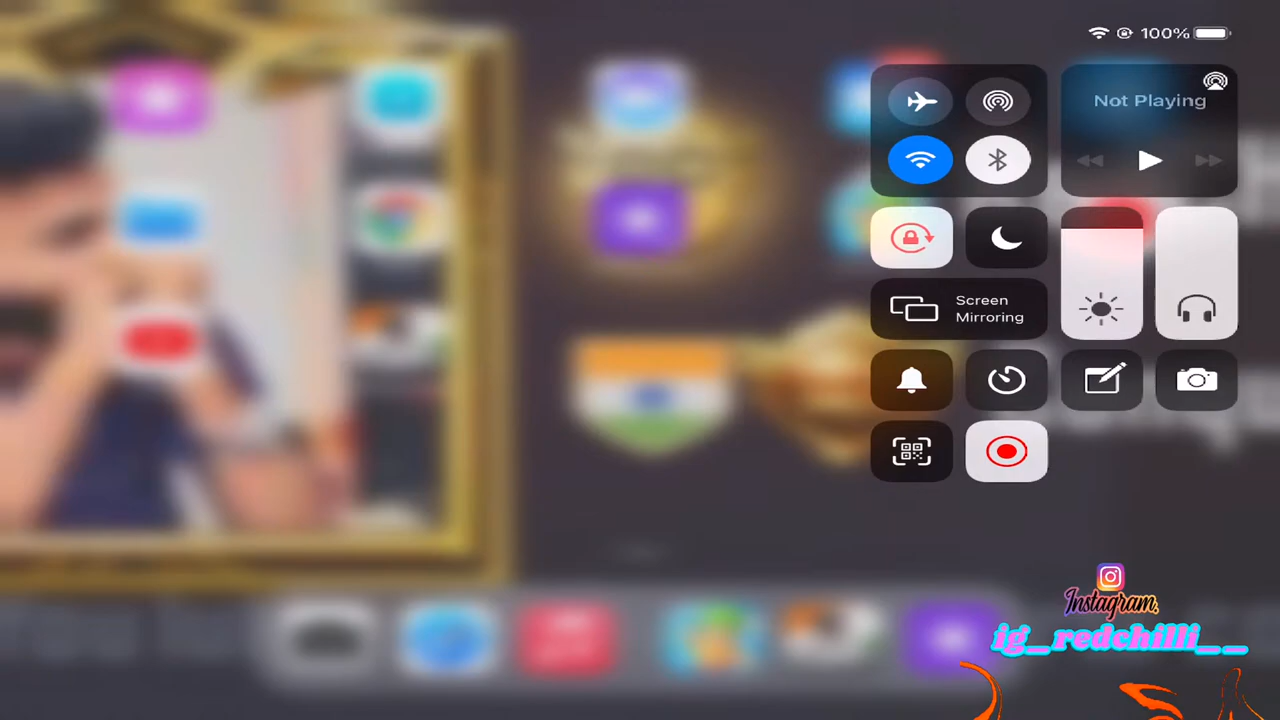 100%
Not Playing
Screen
Mirroring
Instagram.
ig_redchilli__